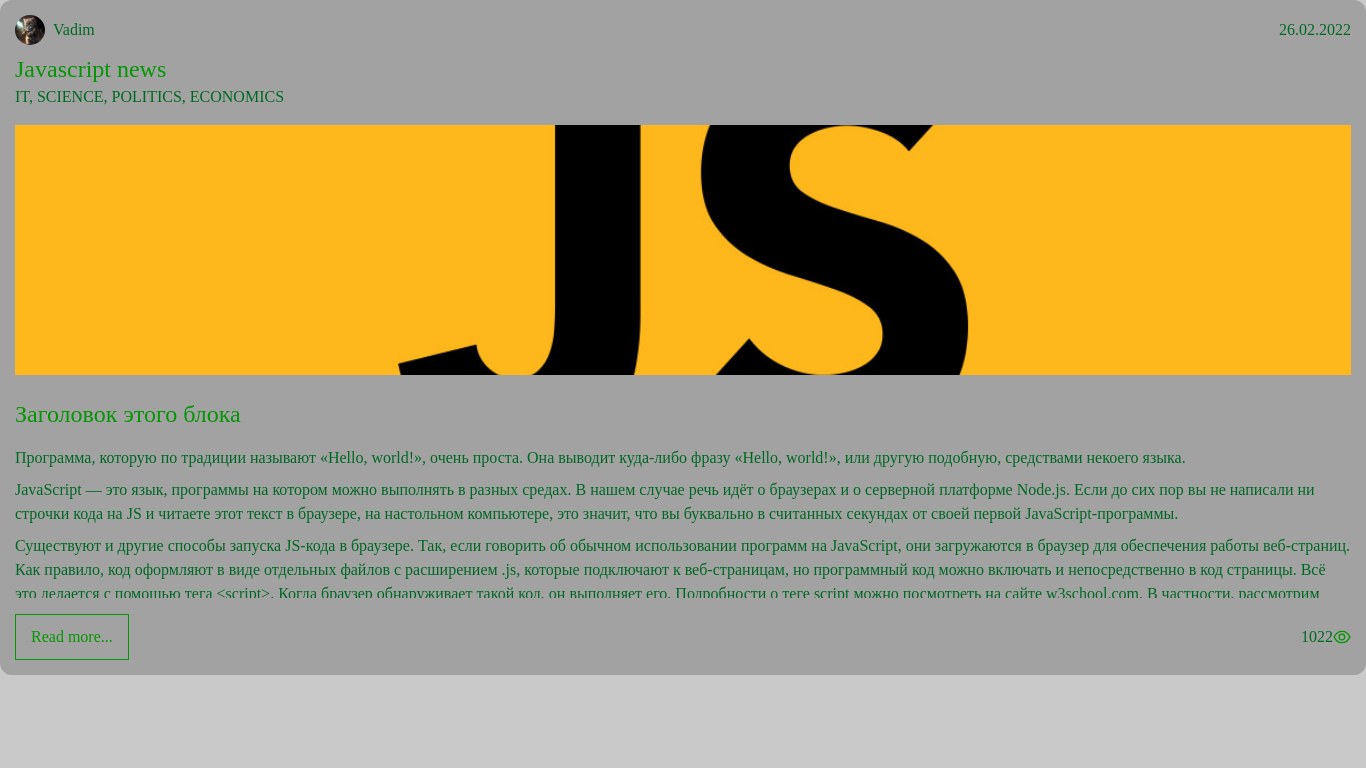 Vadim
26.02.2022
Javascript news
IT, SCIENCE, POLITICS, ECONOMICS
JS
Заголовок этого блока
Программа, которую по традиции называют «Hello, world!», очень проста. Она выводит куда-либо фразу «Hello, world!», или другую подобную, средствами некоего языка.
JavaScript — это язык, программы на котором можно выполнять в разных средах. В нашем случае речь идёт о браузерах и о серверной платформе Node.js. Если до сих пор вы не написали ни
строчки кода на JS и читаете этот текст в браузере, на настольном компьютере, это значит, что вы буквально в считанных секундах от своей первой JavaScript-программы.
Существуют и другие способы запуска JS-кода в браузере. Так, если говорить об обычном использовании программ на JavaScript, они загружаются в браузер для обеспечения работы веб-страниц.
Как правило, код оформляют в виде отдельных файлов с расширением .js, которые подключают к веб-страницам, но программный код можно включать и непосредственно в код страницы. Всё
это делается с помощью тега <script>. Когда браузер обнаруживает такой код, он выполняет его. Подробности о теге script можно посмотреть на сайте w3school.com. В частности, рассмотрим
Read more...
1022